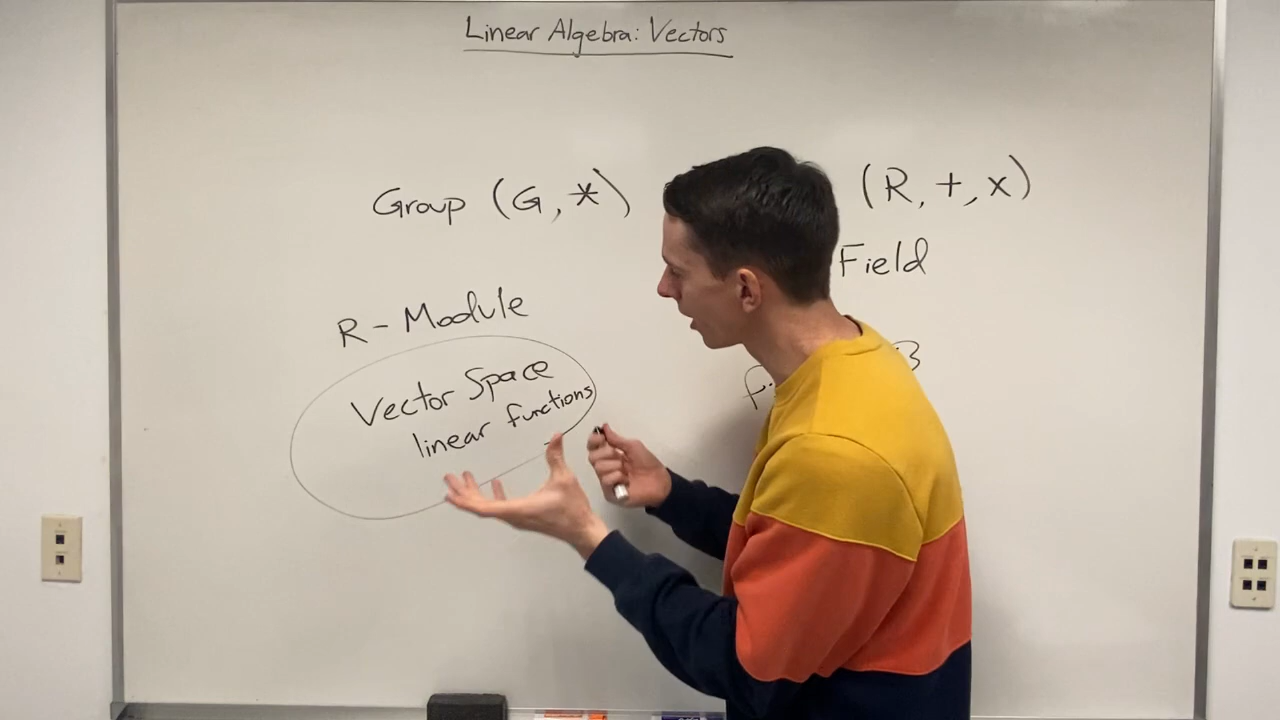 Linear Algebra: Vectors
Group (G, *)
(R, +, x)
Field
R - Module
Vector Space
linear functions